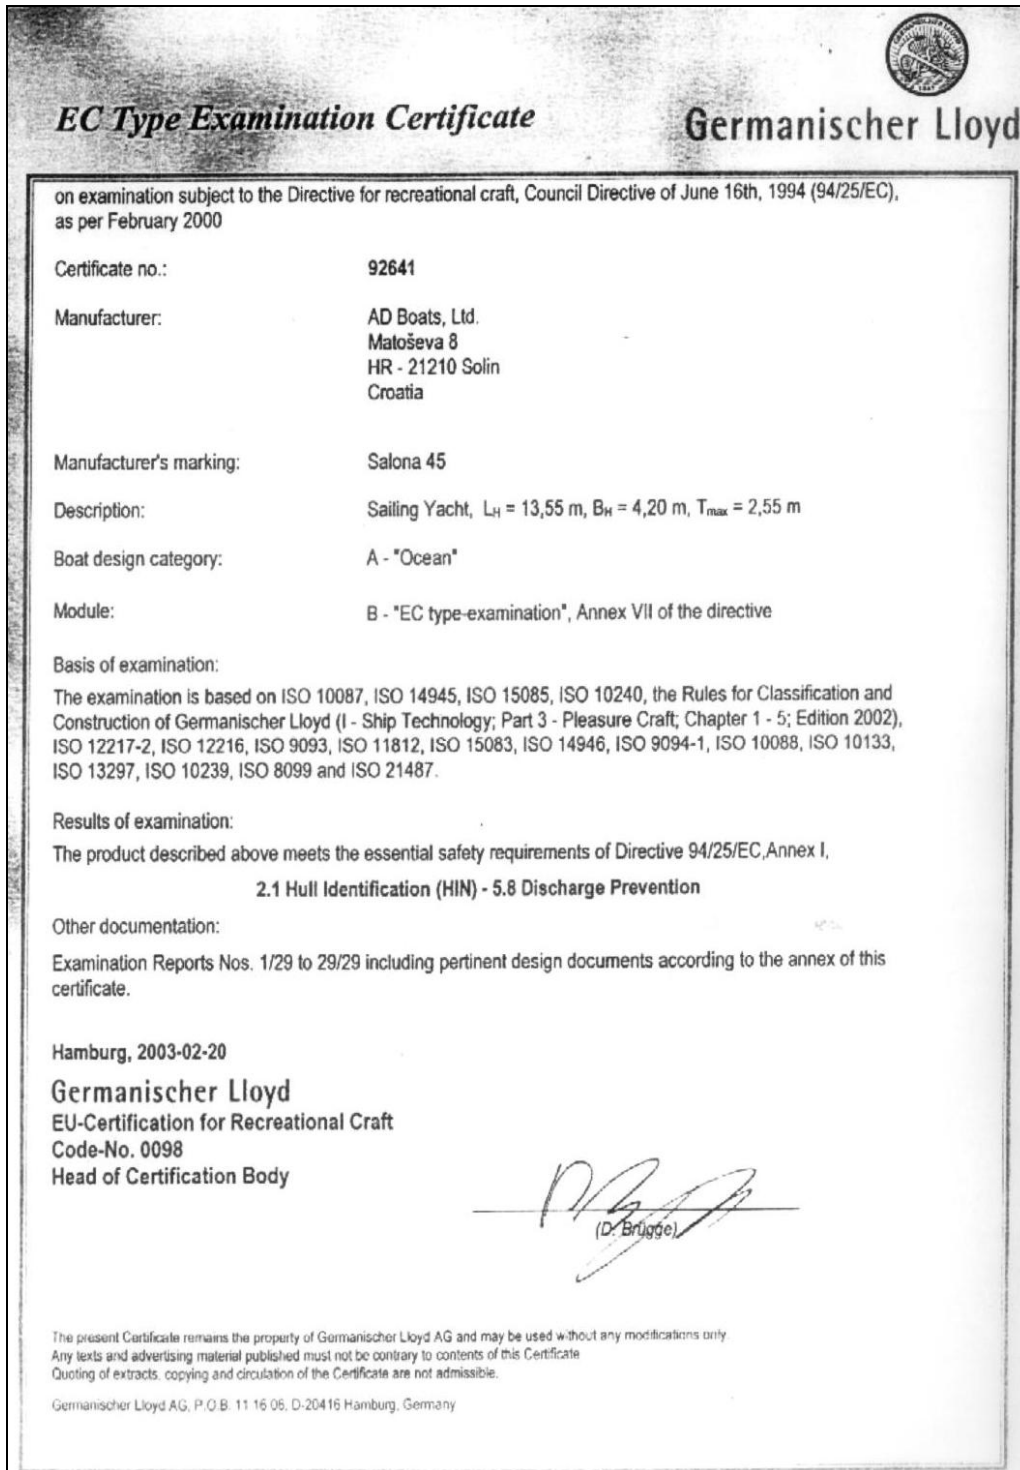 EC Type Examination Certificate
Germanischer Lloyd
on examination subject to the Directive for recreational craft, Council Directive of June 16th, 1994 (94/25/EC),
as per February 2000
Certificate no.: 92641
Manufacturer: AD Boats, Ltd.
Matoševa 8
HR - 21210 Solin
Croatia
Manufacturer's marking: Salona 45
Description: Sailing Yacht, LH = 13,55 m, BH = 4,20 m, Tmax = 2,55 m
Boat design category: A - "Ocean"
Module: B - "EC type-examination", Annex VII of the directive
Basis of examination:
The examination is based on ISO 10087, ISO 14945, ISO 15085, ISO 10240, the Rules for Classification and
Construction of Germanischer Lloyd (I - Ship Technology; Part 3 - Pleasure Craft; Chapter 1 - 5; Edition 2002),
ISO 12217-2, ISO 12216, ISO 9093, ISO 11812, ISO 15083, ISO 14946, ISO 9094-1, ISO 10088, ISO 10133,
ISO 13297, ISO 10239, ISO 8099 and ISO 21487.
Results of examination:
The product described above meets the essential safety requirements of Directive 94/25/EC,Annex I,
2.1 Hull Identification (HIN) - 5.8 Discharge Prevention
Other documentation:
Examination Reports Nos. 1/29 to 29/29 including pertinent design documents according to the annex of this
certificate.
Hamburg, 2003-02-20
Germanischer Lloyd
EU-Certification for Recreational Craft
Code-No. 0098
Head of Certification Body
(D. Brügge)
The present Certificate remains the property of Germanischer Lloyd AG and may be used without any modifications only.
Any texts and advertising material published must not be contrary to contents of this Certificate
Quoting of extracts, copying and circulation of the Certificate are not admissible.
Germanischer Lloyd AG, P.O.B. 11 16 06, D-20416 Hamburg, Germany